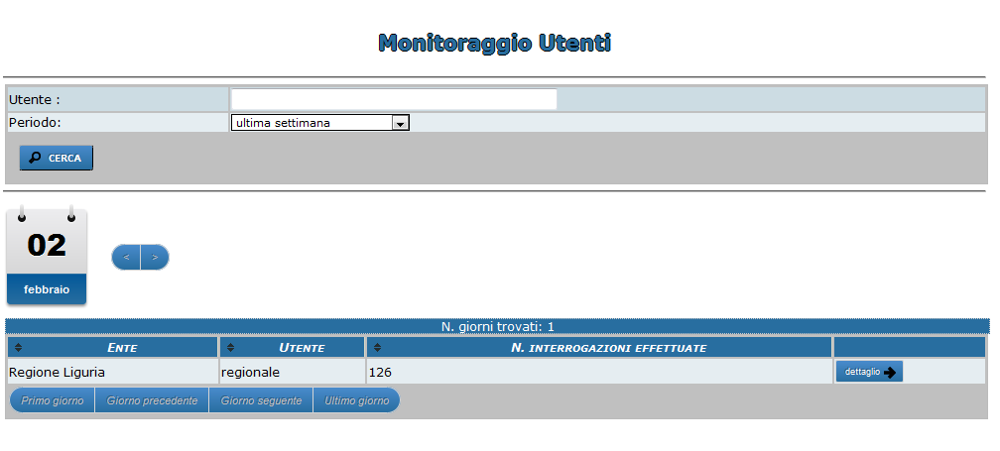 Monitoraggio Utenti
Utente :
Periodo: ultima settimana
CERCA
02
febbraio
< >
N. giorni trovati: 1
ENTE UTENTE N. INTERROGAZIONI EFFETTUATE
Regione Liguria regionale 126 dettaglio
Primo giorno Giorno precedente Giorno seguente Ultimo giorno